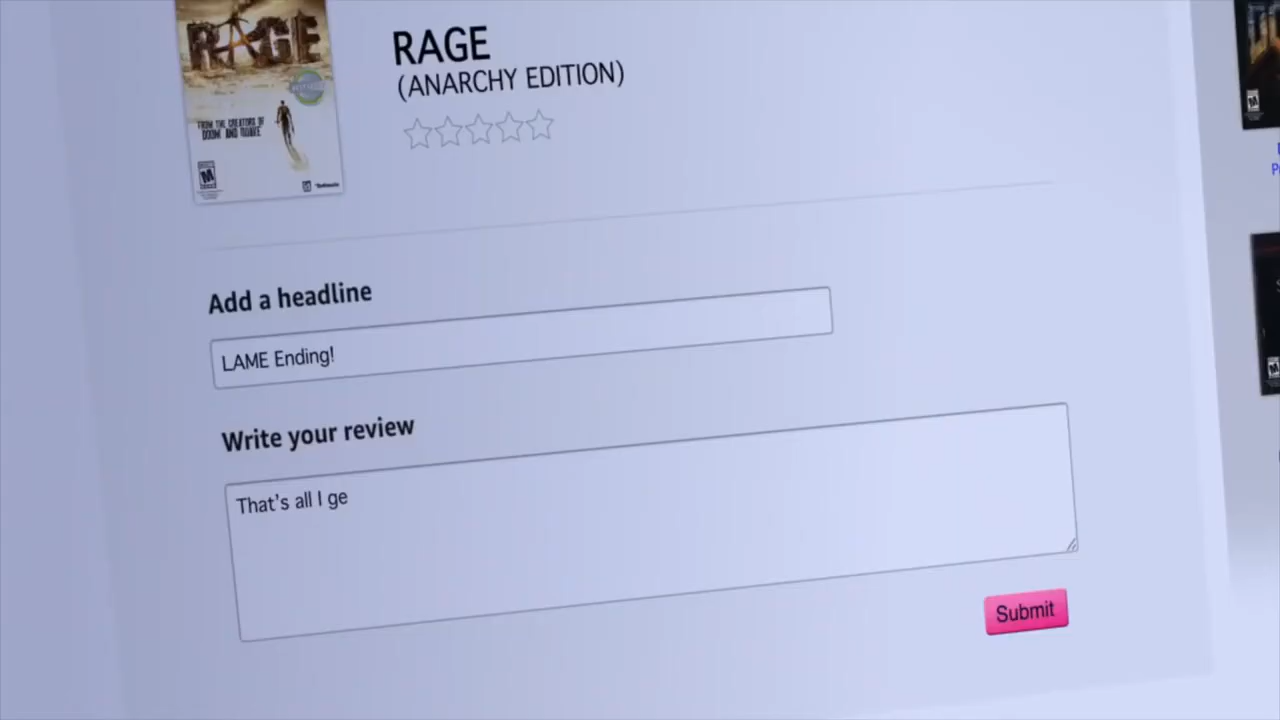 RAGE
FROM THE CREATORS OF
DOOM AND QUAKE
M
RAGE
(ANARCHY EDITION)
Add a headline
LAME Ending!
Write your review
That's all I ge
Submit
M
M